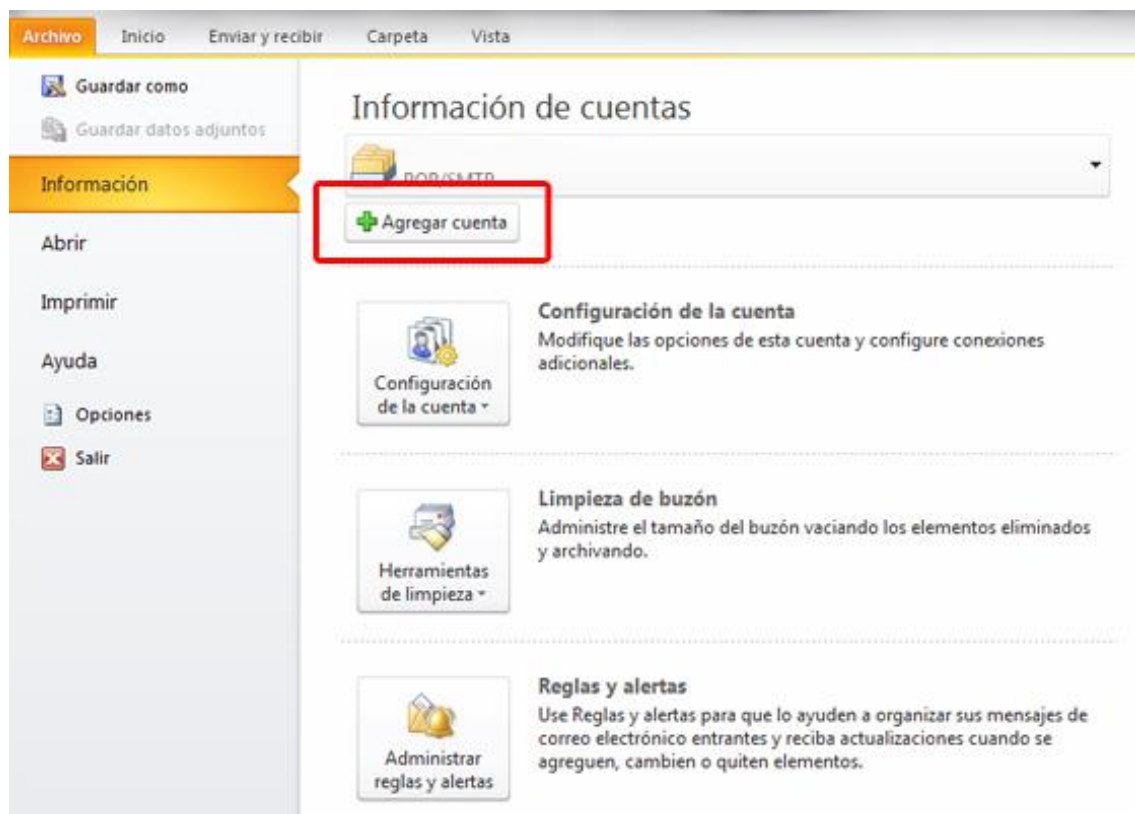 Archivo Inicio Enviar y recibir Carpeta Vista
Guardar como
Guardar datos adjuntos
Información
Abrir
Imprimir
Ayuda
Opciones
Salir
Información de cuentas
POP/SMTP
Agregar cuenta
Configuración
de la cuenta
Configuración de la cuenta
Modifique las opciones de esta cuenta y configure conexiones
adicionales.
Herramientas
de limpieza
Limpieza de buzón
Administre el tamaño del buzón vaciando los elementos eliminados
y archivando.
Administrar
reglas y alertas
Reglas y alertas
Use Reglas y alertas para que lo ayuden a organizar sus mensajes de
correo electrónico entrantes y reciba actualizaciones cuando se
agreguen, cambien o quiten elementos.